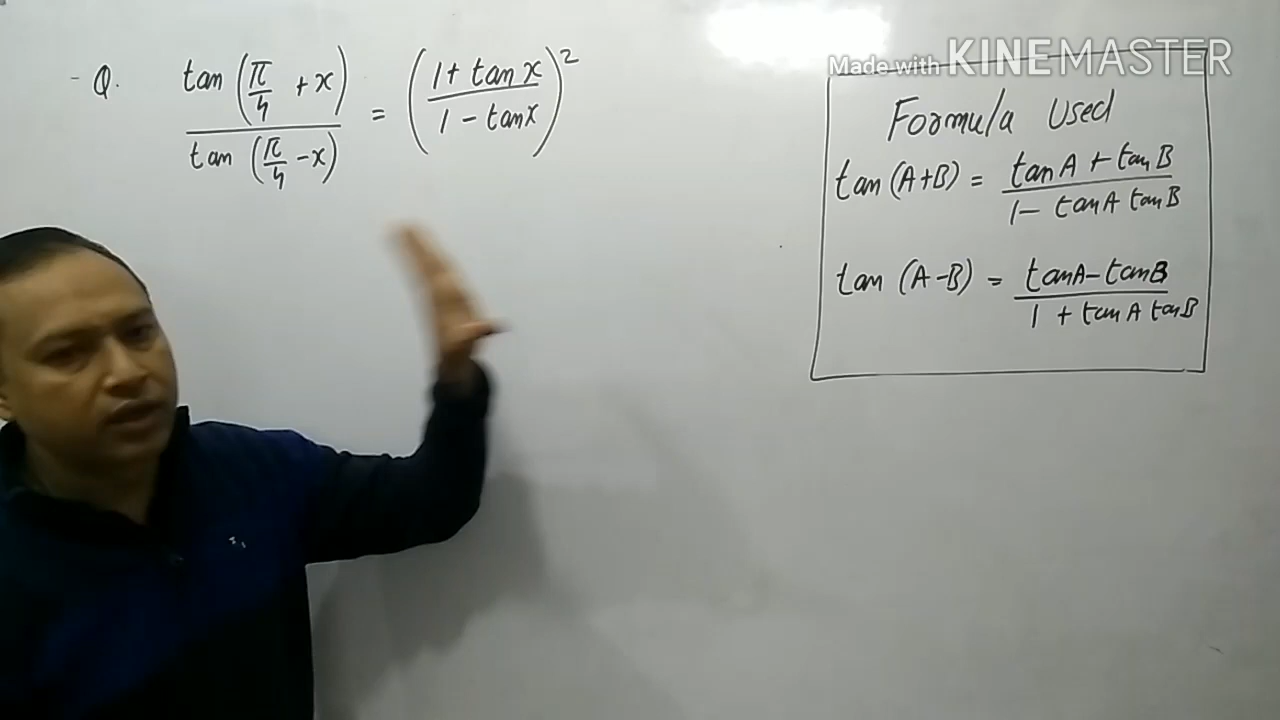 - Q. tan (π/4 + x) / tan (π/4 - x) = ((1 + tan x) / (1 - tan x))²
Made with KINEMASTER
Formula Used
tan (A+B) = (tan A + tan B) / (1 - tan A tan B)
tan (A-B) = (tan A - tan B) / (1 + tan A tan B)